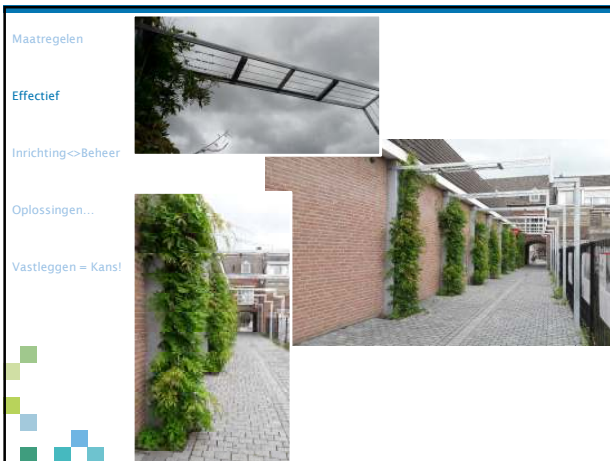 Maatregelen
Effectief
Inrichting<>Beheer
Oplossingen...
Vastleggen = Kans!